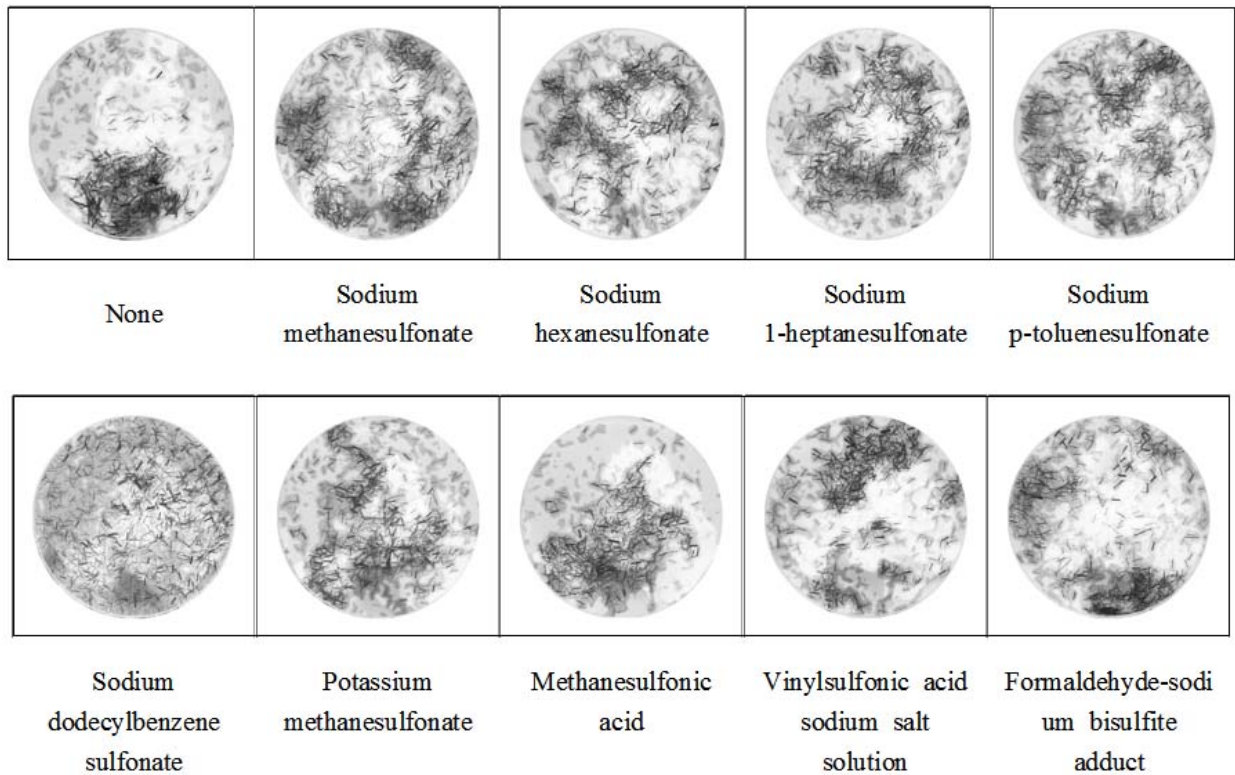 None
Sodium
methanesulfonate
Sodium
hexanesulfonate
Sodium
1-heptanesulfonate
Sodium
p-toluenesulfonate
Sodium
dodecylbenzene
sulfonate
Potassium
methanesulfonate
Methanesulfonic
acid
Vinylsulfonic acid
sodium salt
solution
Formaldehyde-sodi
um bisulfite
adduct